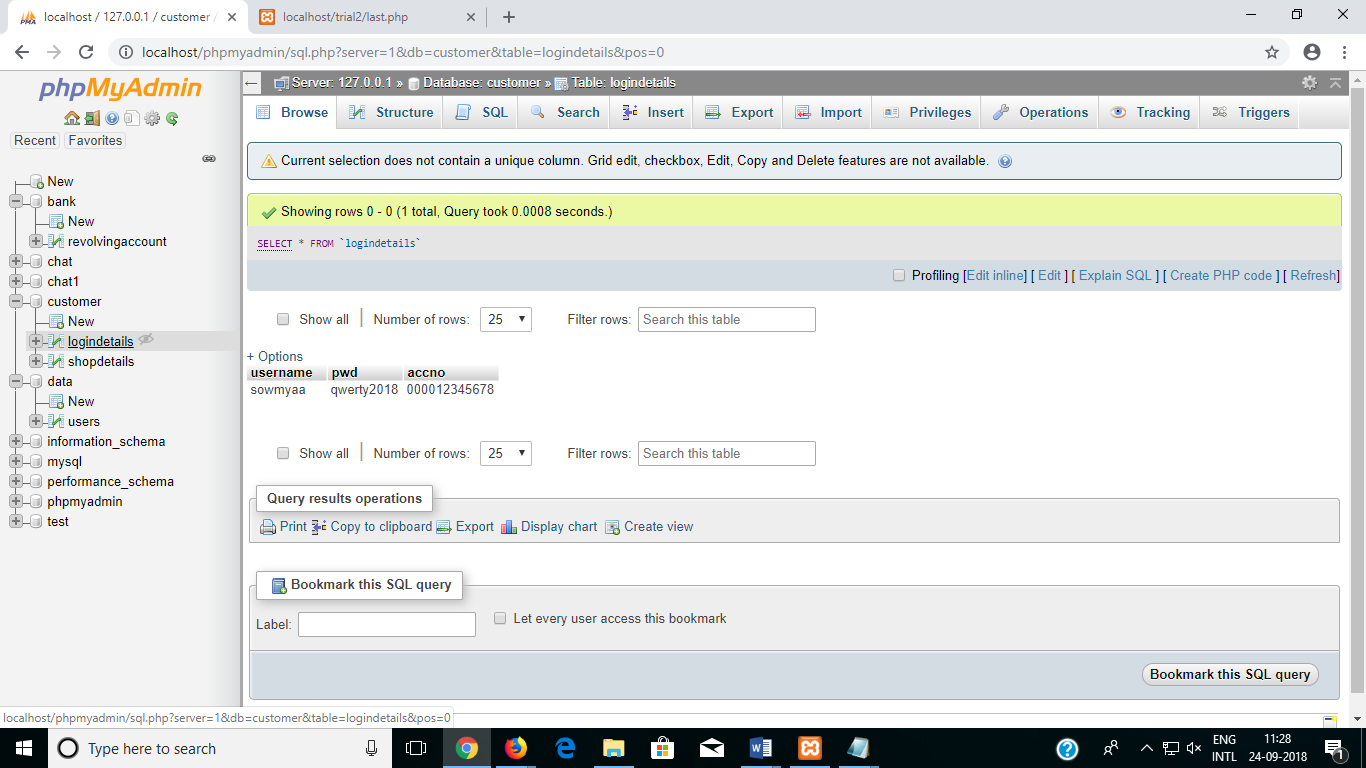 localhost / 127.0.0.1 / customer /
localhost/trial2/last.php
localhost/phpmyadmin/sql.php?server=1&db=customer&table=logindetails&pos=0
phpMyAdmin
Recent Favorites
New
bank
New
revolvingaccount
chat
chat1
customer
New
logindetails
shopdetails
data
New
users
information_schema
mysql
performance_schema
phpmyadmin
test
Server: 127.0.0.1 » Database: customer » Table: logindetails
Browse Structure SQL Search Insert Export Import Privileges Operations Tracking Triggers
Current selection does not contain a unique column. Grid edit, checkbox, Edit, Copy and Delete features are not available.
Showing rows 0 - 0 (1 total, Query took 0.0008 seconds.)
SELECT * FROM `logindetails`
Profiling [Edit inline] [ Edit ] [ Explain SQL ] [ Create PHP code ] [ Refresh]
Show all Number of rows: 25 Filter rows: Search this table
+ Options
username pwd accno
sowmyaa qwerty2018 000012345678
Show all Number of rows: 25 Filter rows: Search this table
Query results operations
Print Copy to clipboard Export Display chart Create view
Bookmark this SQL query
Label: Let every user access this bookmark
Bookmark this SQL query
localhost/phpmyadmin/sql.php?server=1&db=customer&table=logindetails&pos=0
Type here to search
ENG
INTL
11:28
24-09-2018
1